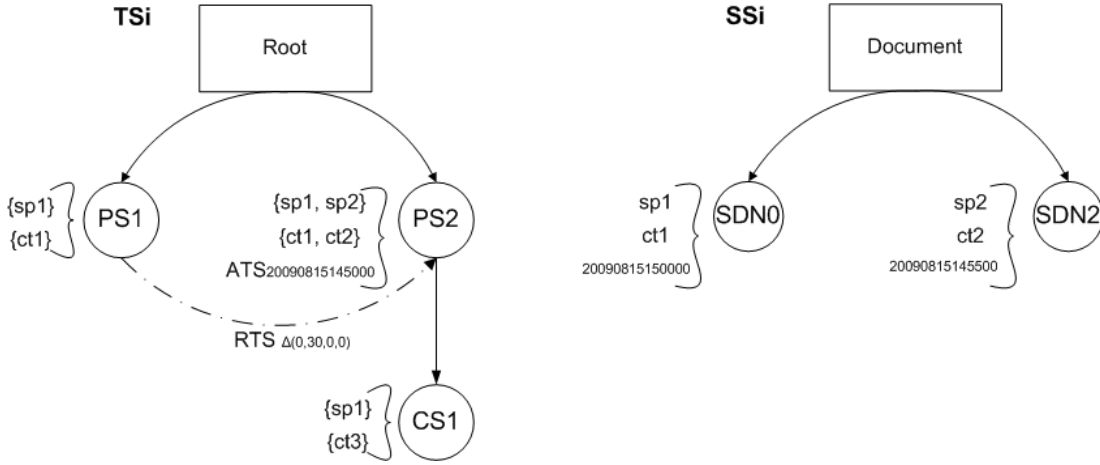 TSi
Root
{sp1}
{ct1}
PS1
{sp1, sp2}
{ct1, ct2}
ATS20090815145000
PS2
RTS Δ(0,30,0,0)
{sp1}
{ct3}
CS1
SSi
Document
sp1
ct1
20090815150000
SDN0
sp2
ct2
20090815145500
SDN2